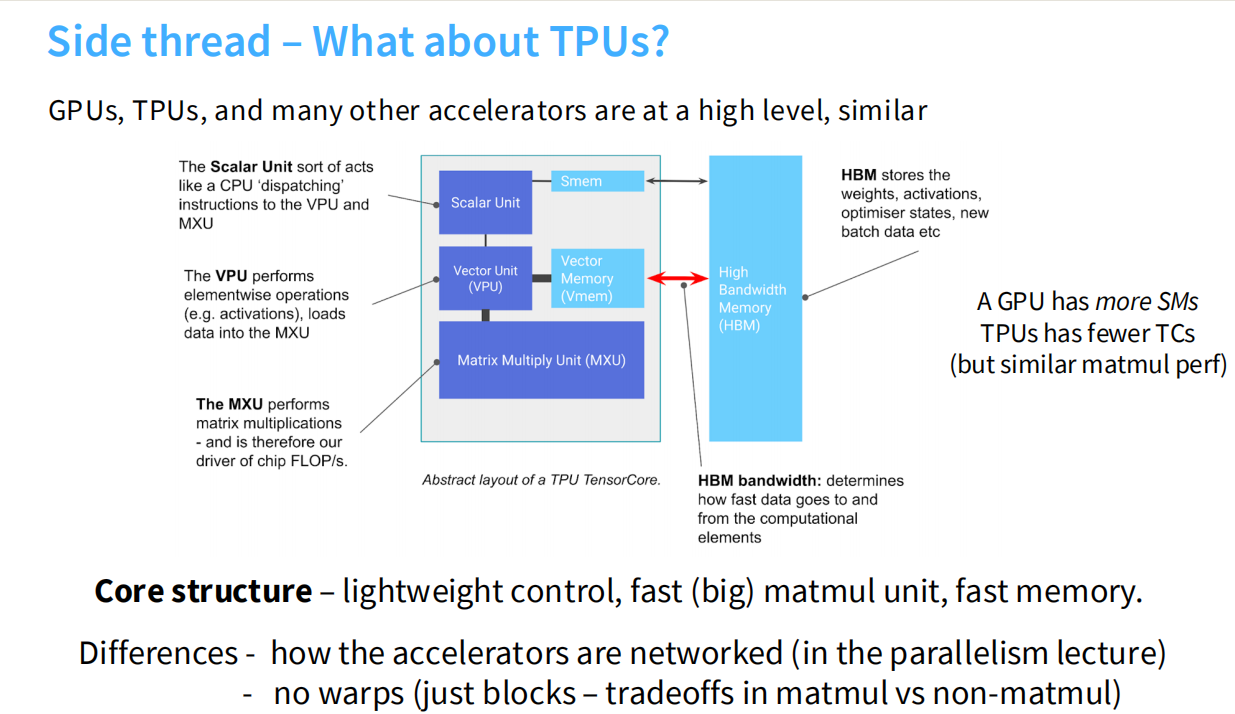 Side thread – What about TPUs?
GPUs, TPUs, and many other accelerators are at a high level, similar
The Scalar Unit sort of acts
like a CPU ‘dispatching’
instructions to the VPU and
MXU
The VPU performs
elementwise operations
(e.g. activations), loads
data into the MXU
The MXU performs
matrix multiplications
- and is therefore our
driver of chip FLOP/s.
Scalar Unit
Smem
Vector Unit
(VPU)
Vector
Memory
(Vmem)
Matrix Multiply Unit (MXU)
Abstract layout of a TPU TensorCore.
High
Bandwidth
Memory
(HBM)
HBM stores the
weights, activations,
optimiser states, new
batch data etc
HBM bandwidth: determines
how fast data goes to and
from the computational
elements
A GPU has more SMs
TPUs has fewer TCs
(but similar matmul perf)
Core structure – lightweight control, fast (big) matmul unit, fast memory.
Differences - how the accelerators are networked (in the parallelism lecture)
- no warps (just blocks – tradeoffs in matmul vs non-matmul)